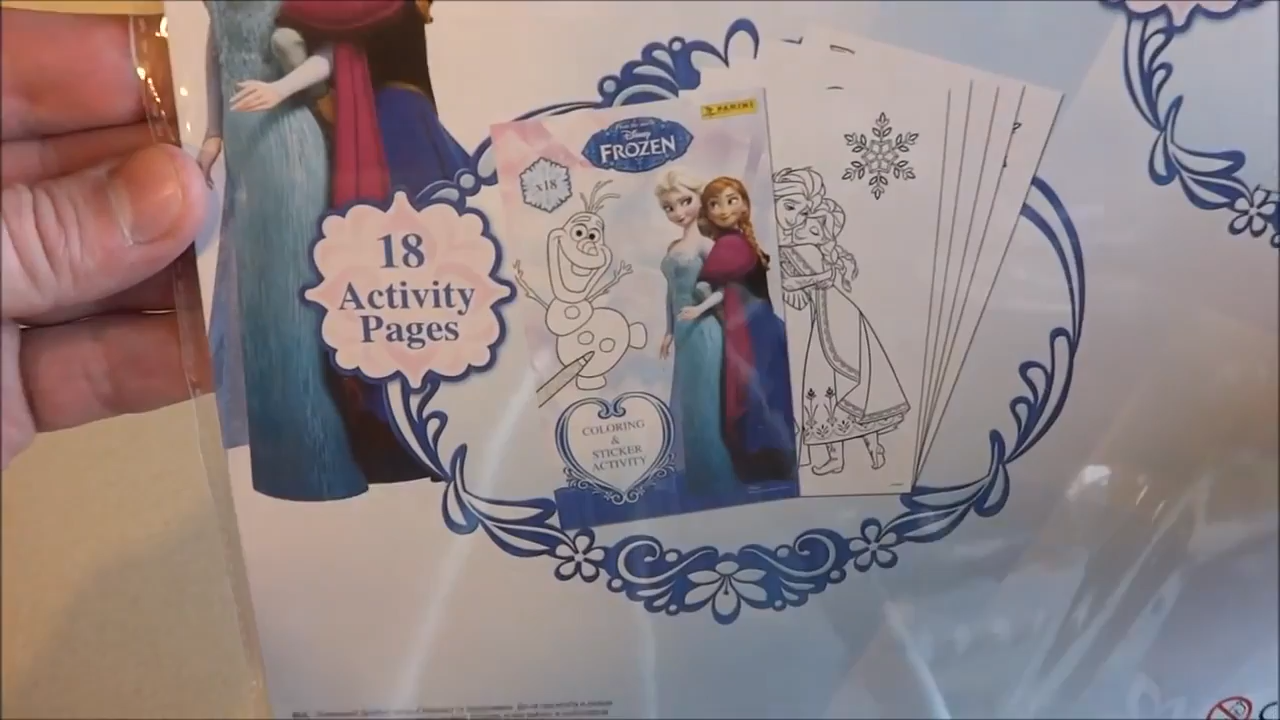 PANINI
Disney
FROZEN
x18
18
Activity
Pages
COLORING
&
STICKER
ACTIVITY